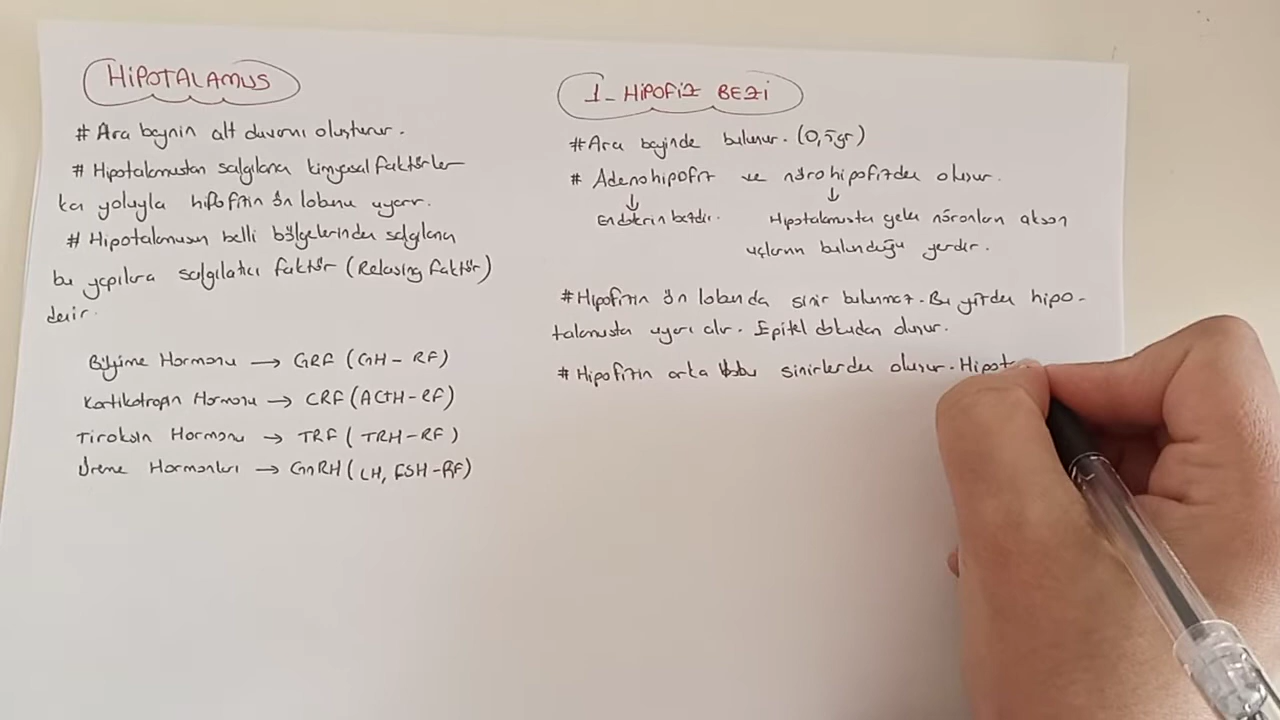 HİPOTALAMUS
# Ara beynin alt duvarını oluşturur.
# Hipotalamustan salgılanan kimyasal faktörler
kan yoluyla hipofizin ön lobunu uyarır.
# Hipotalamusun belli bölgelerinden salgılanan
bu yapılara salgılatıcı faktör (Relasing faktör)
denir.
Büyüme Hormonu → GRF (GH-RF)
Kortikotropin Hormonu → CRF (ACTH-RF)
Tiroksin Hormonu → TRF (TRH-RF)
Üreme Hormonları → GnRH (LH, FSH-RF)
1- HİPOFİZ BEZİ
# Ara beyinde bulunur. (0,5gr)
# Adenohipofiz ve nörohipofizden oluşur.
↓ ↓
Endokrin bezdir. Hipotalamustan gelen nöronların akson
uçlarının bulunduğu yerdir.
# Hipofizin ön lobunda sinir bulunmaz. Bu yüzden hipo-
talamustan uyarı alır. Epitel dokudan oluşur.
# Hipofizin arka lobu sinirlerden oluşur. Hipot